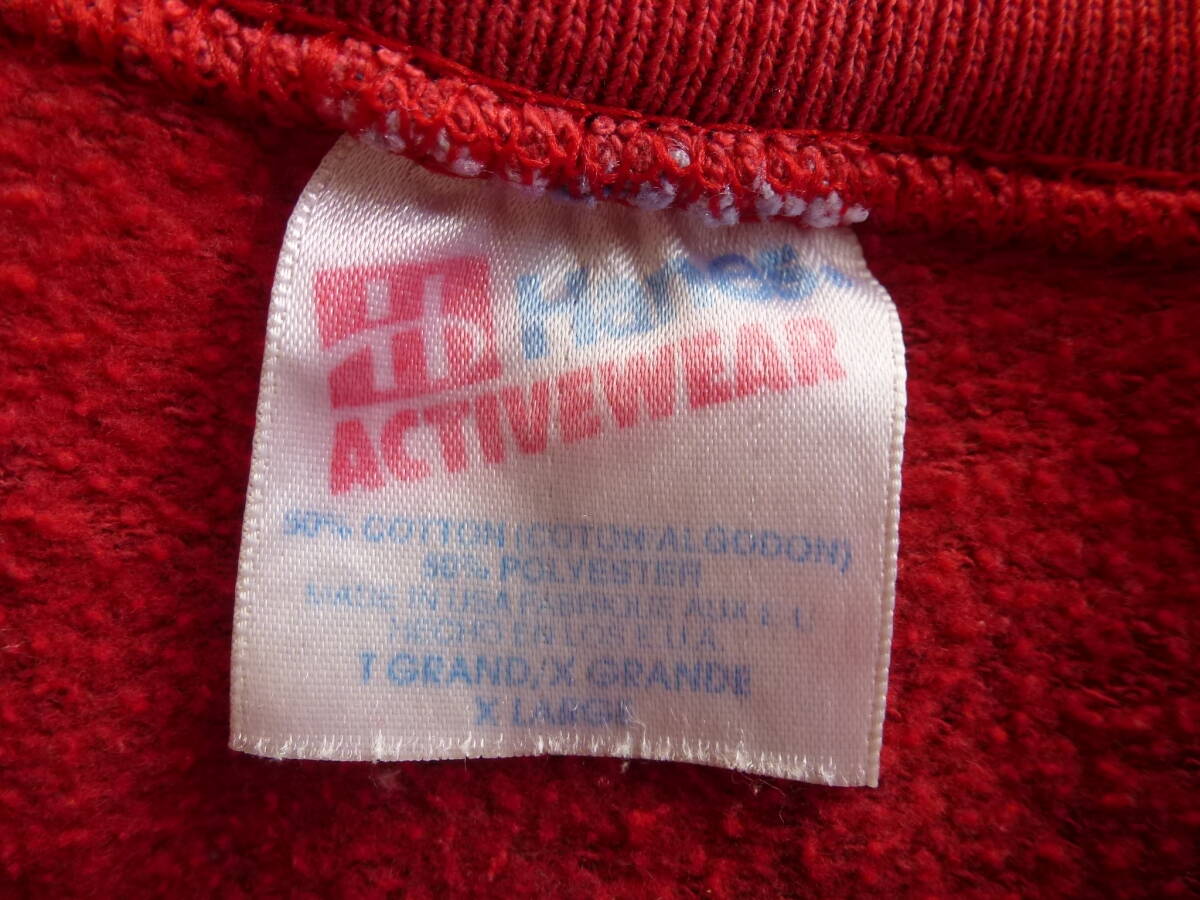 H
Hanes
ACTIVEWEAR
50% COTTON (COTON/ALGODON)
50% POLYESTER
MADE IN USA FABRIQUE AUX E.-U.
HECHO EN LOS E.U.A.
T GRAND/X GRANDE
X LARGE